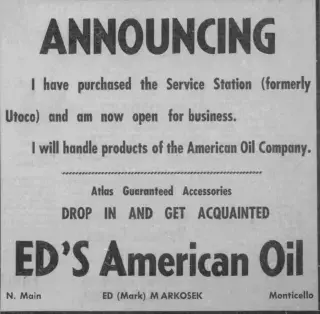 ANNOUNCING
I have purchased the Service Station (formerly
Utoco) and am now open for business.
I will handle products of the American Oil Company.
Atlas Guaranteed Accessories
DROP IN AND GET ACQUAINTED
ED'S American Oil
N. Main ED (Mark) MARKOSEK Monticello